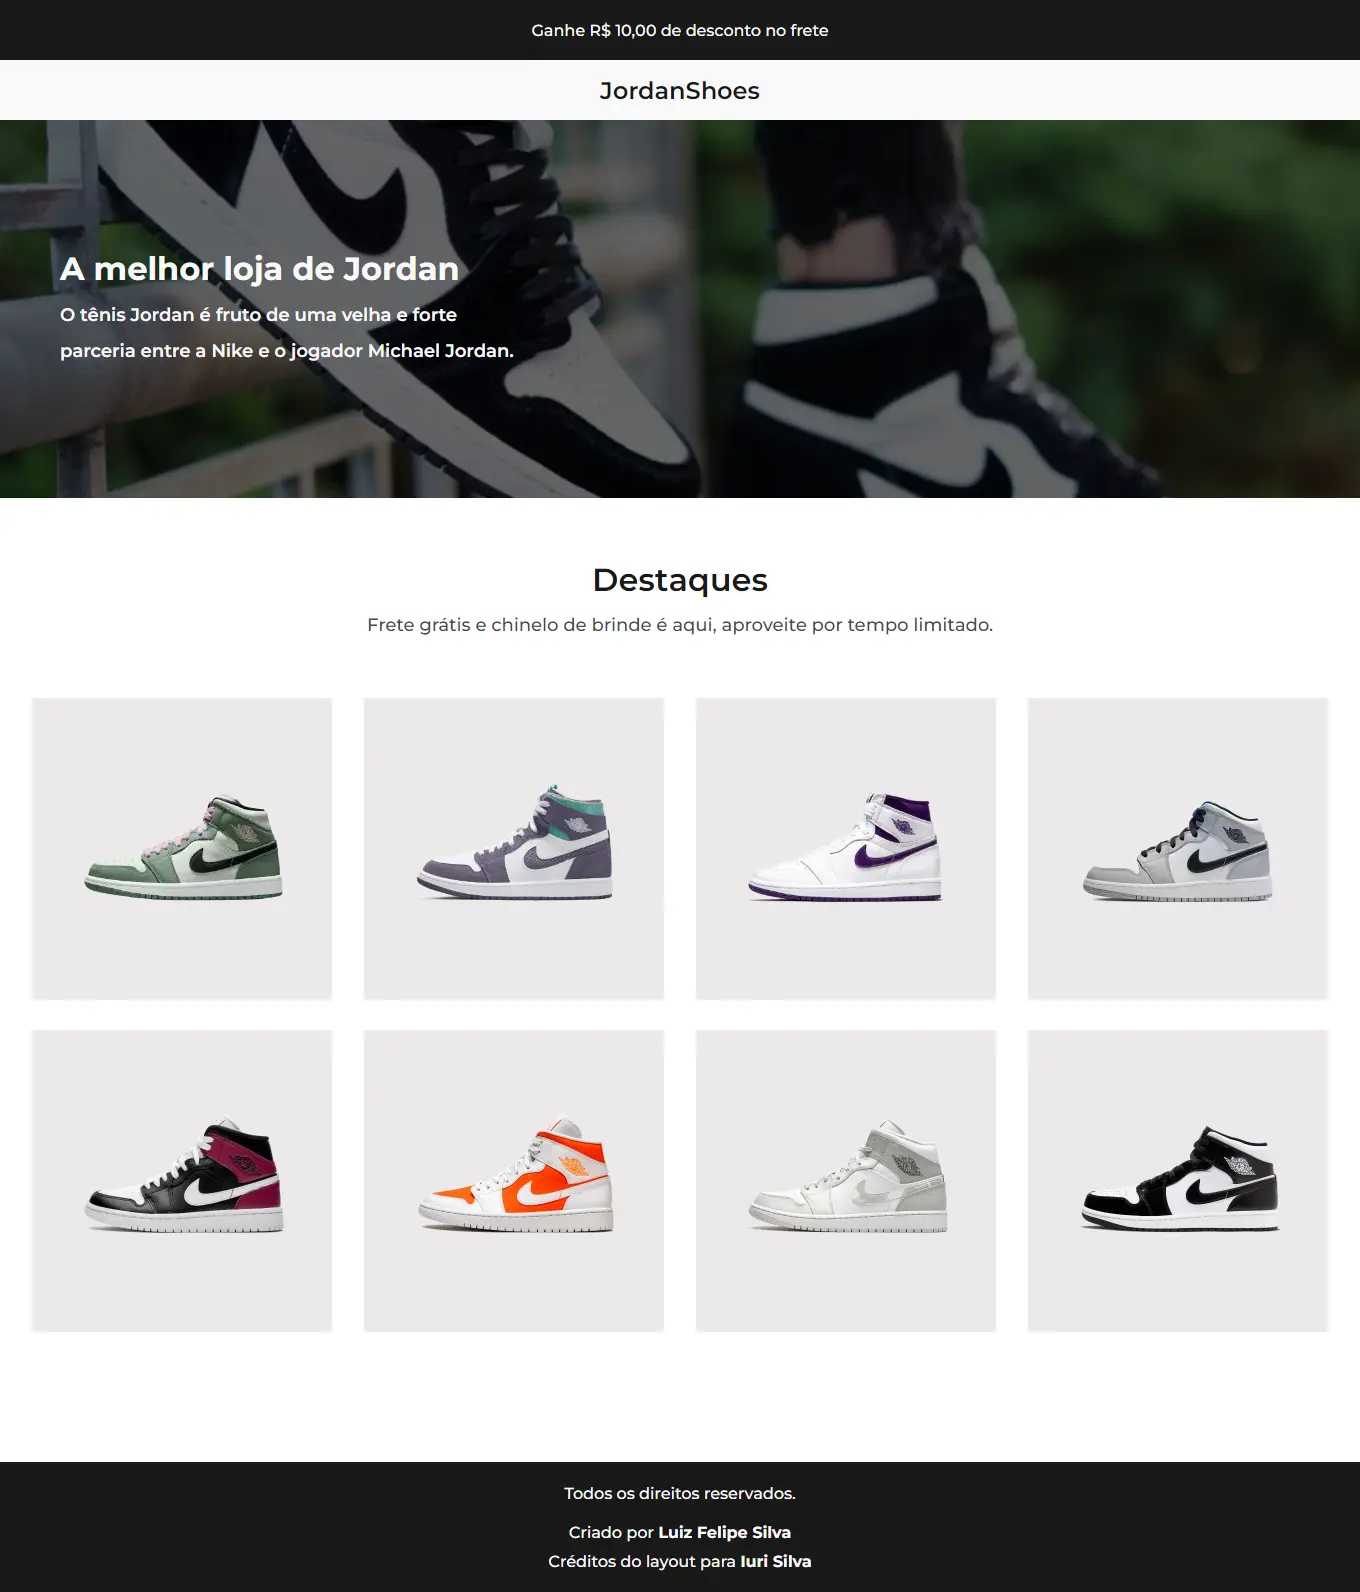 Ganhe R$ 10,00 de desconto no frete
JordanShoes
A melhor loja de Jordan
O tênis Jordan é fruto de uma velha e forte
parceria entre a Nike e o jogador Michael Jordan.
Destaques
Frete grátis e chinelo de brinde é aqui, aproveite por tempo limitado.
Todos os direitos reservados.
Criado por Luiz Felipe Silva
Créditos do layout para Iuri Silva